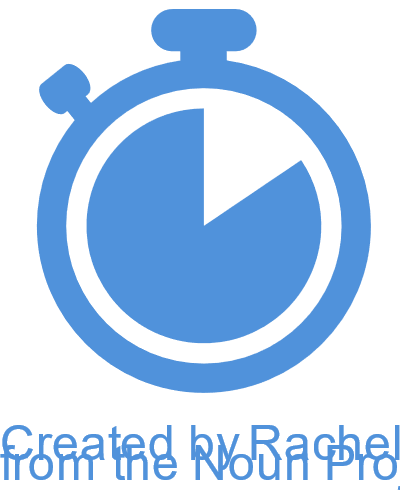 Created by Rachel
from the Noun Pro